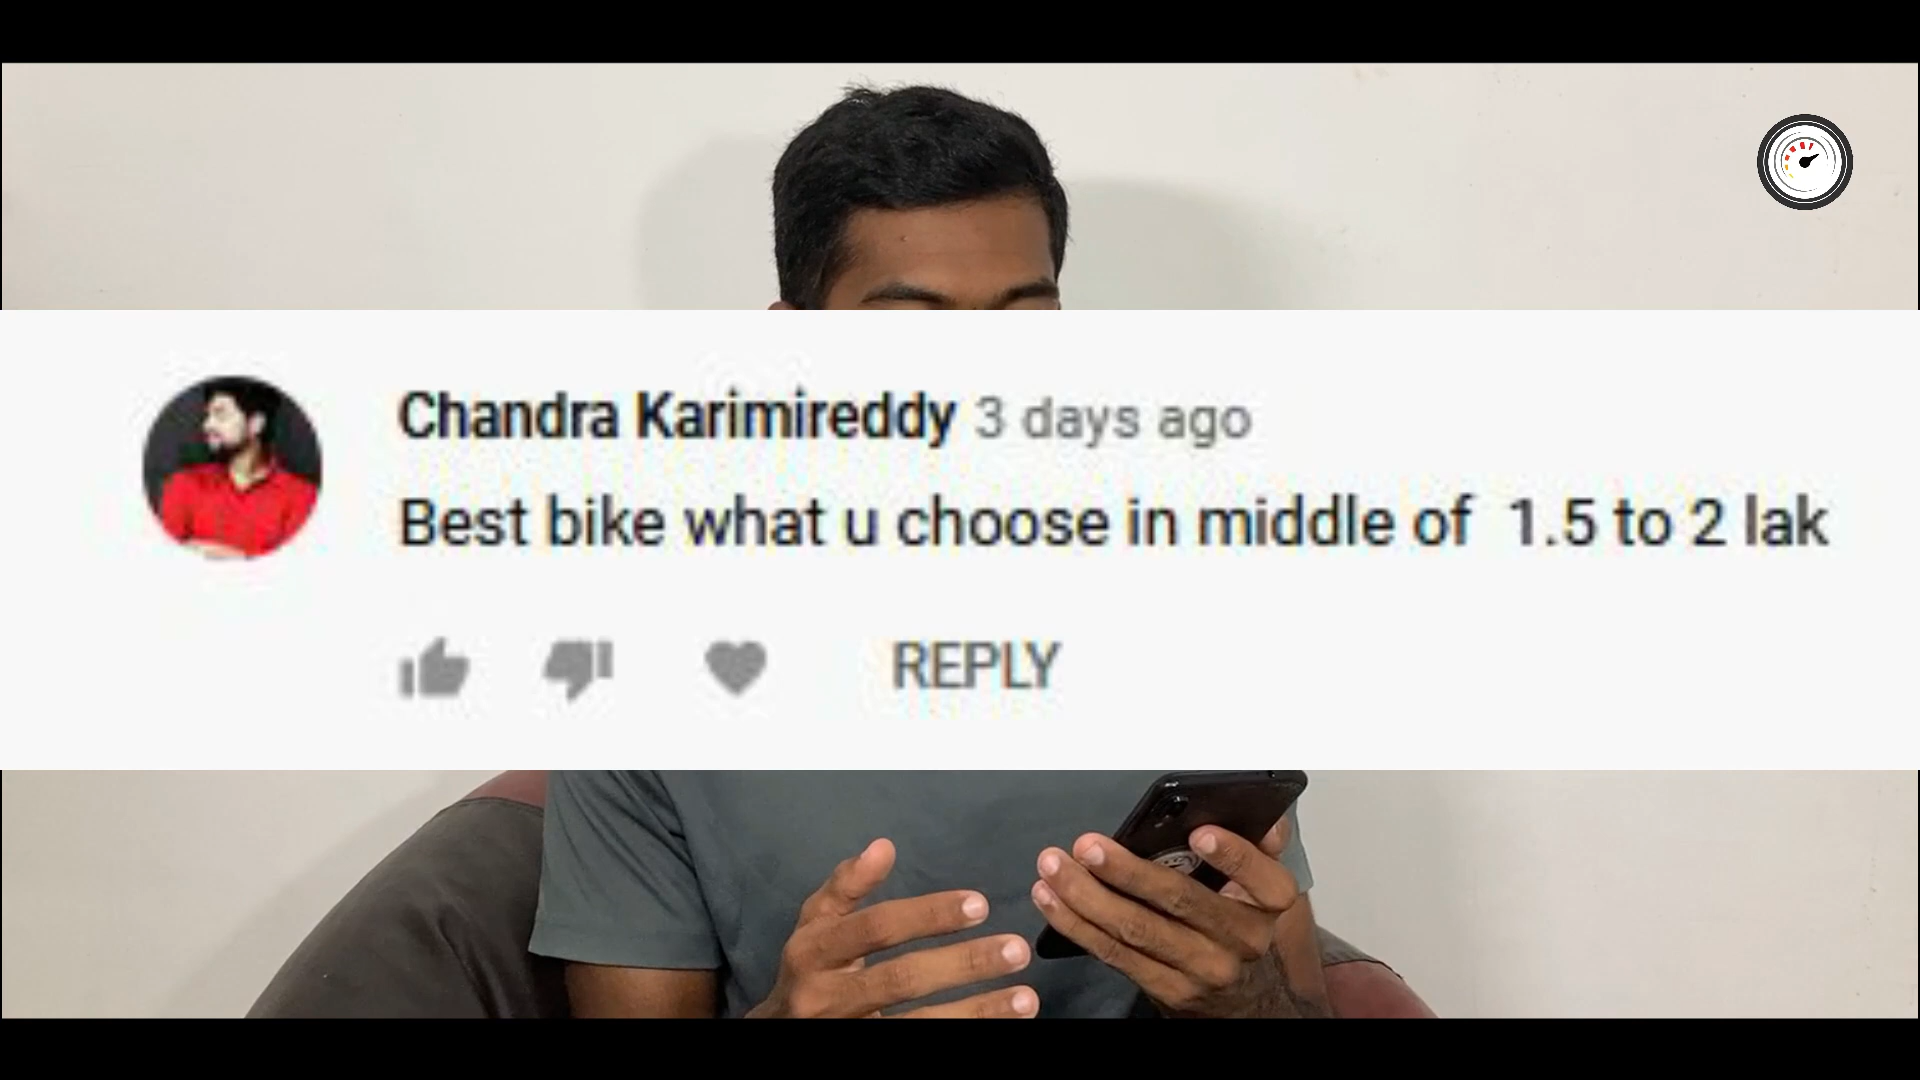 Chandra Karimireddy 3 days ago
Best bike what u choose in middle of 1.5 to 2 lak
REPLY